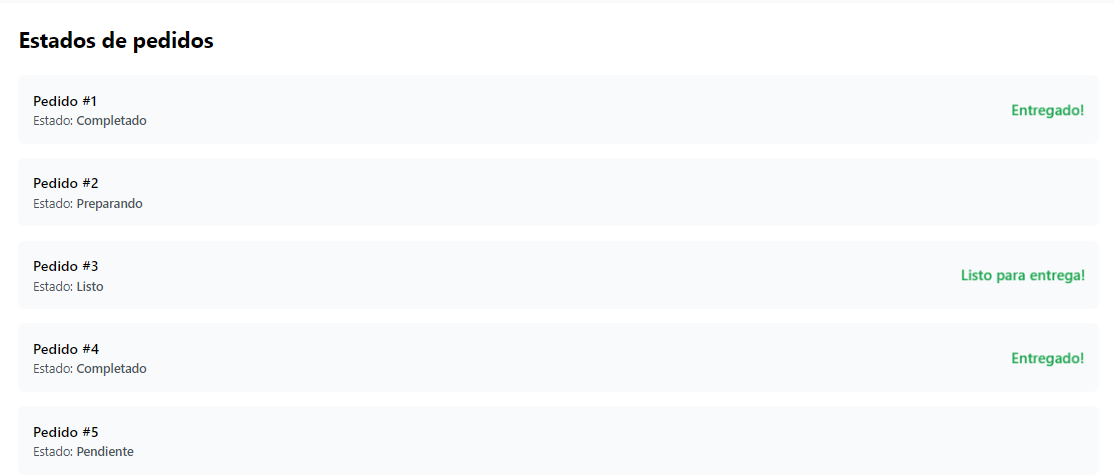 Estados de pedidos
Pedido #1
Estado: Completado
Entregado!
Pedido #2
Estado: Preparando
Pedido #3
Estado: Listo
Listo para entrega!
Pedido #4
Estado: Completado
Entregado!
Pedido #5
Estado: Pendiente